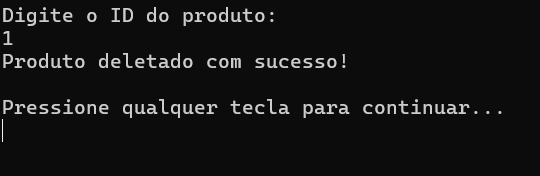 Digite o ID do produto:
1
Produto deletado com sucesso!
Pressione qualquer tecla para continuar...